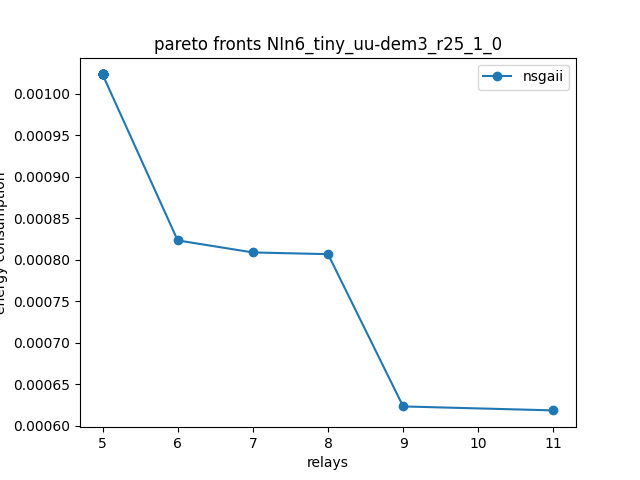 pareto fronts NIn6_tiny_uu-dem3_r25_1_0
nsgaii
0.00100
0.00095
0.00090
0.00085
0.00080
0.00075
0.00070
0.00065
0.00060
energy consumption
5 6 7 8 9 10 11
relays